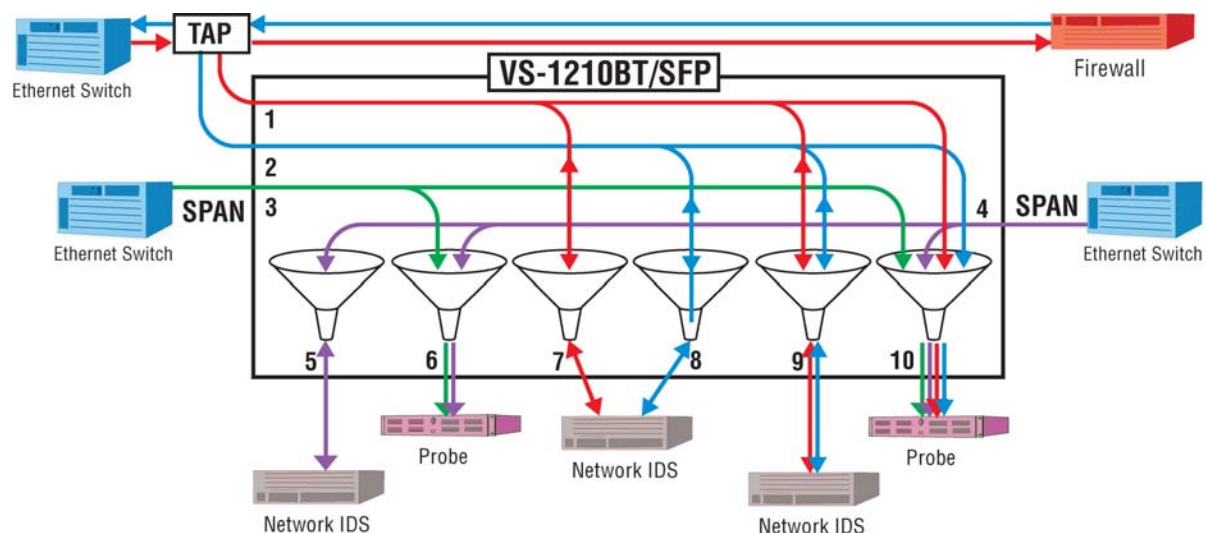 TAP
Ethernet Switch
Firewall
VS-1210BT/SFP
1
2
3
4
SPAN
SPAN
Ethernet Switch
Ethernet Switch
5
6
7
8
9
10
Probe
Network IDS
Probe
Network IDS
Network IDS